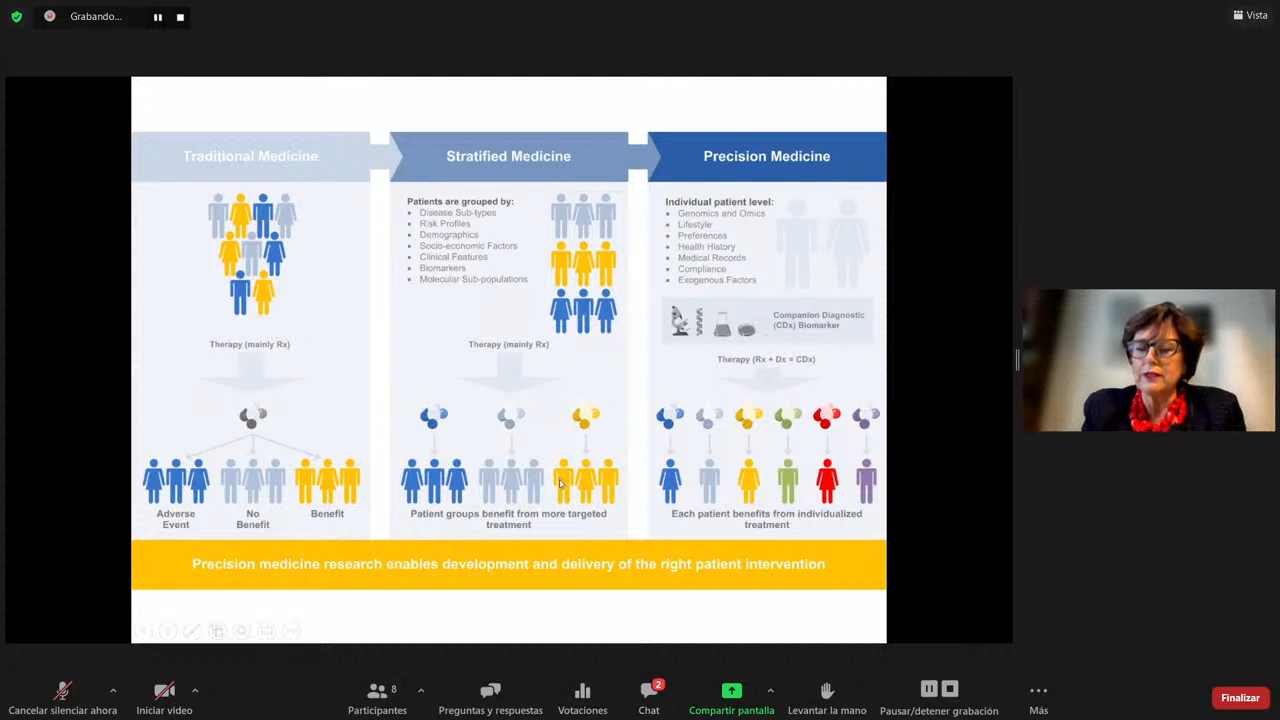 Grabando...
Vista
Traditional Medicine
Stratified Medicine
Precision Medicine
Patients are grouped by:
• Disease Sub-types
• Risk Profiles
• Demographics
• Socio-economic Factors
• Clinical Features
• Biomarkers
• Molecular Sub-populations
Individual patient level:
• Genomics and Omics
• Lifestyle
• Preferences
• Health History
• Medical Records
• Compliance
• Exogenous Factors
Companion Diagnostic
(CDx) Biomarker
Therapy (mainly Rx)
Therapy (mainly Rx)
Therapy (Rx + Dx = CDx)
Adverse
Event
No
Benefit
Benefit
Patient groups benefit from more targeted
treatment
Each patient benefits from individualized
treatment
Precision medicine research enables development and delivery of the right patient intervention
Cancelar silenciar ahora
Iniciar video
8
Participantes
Preguntas y respuestas
Votaciones
2
Chat
Compartir pantalla
Levantar la mano
Pausar/detener grabación
Más
Finalizar